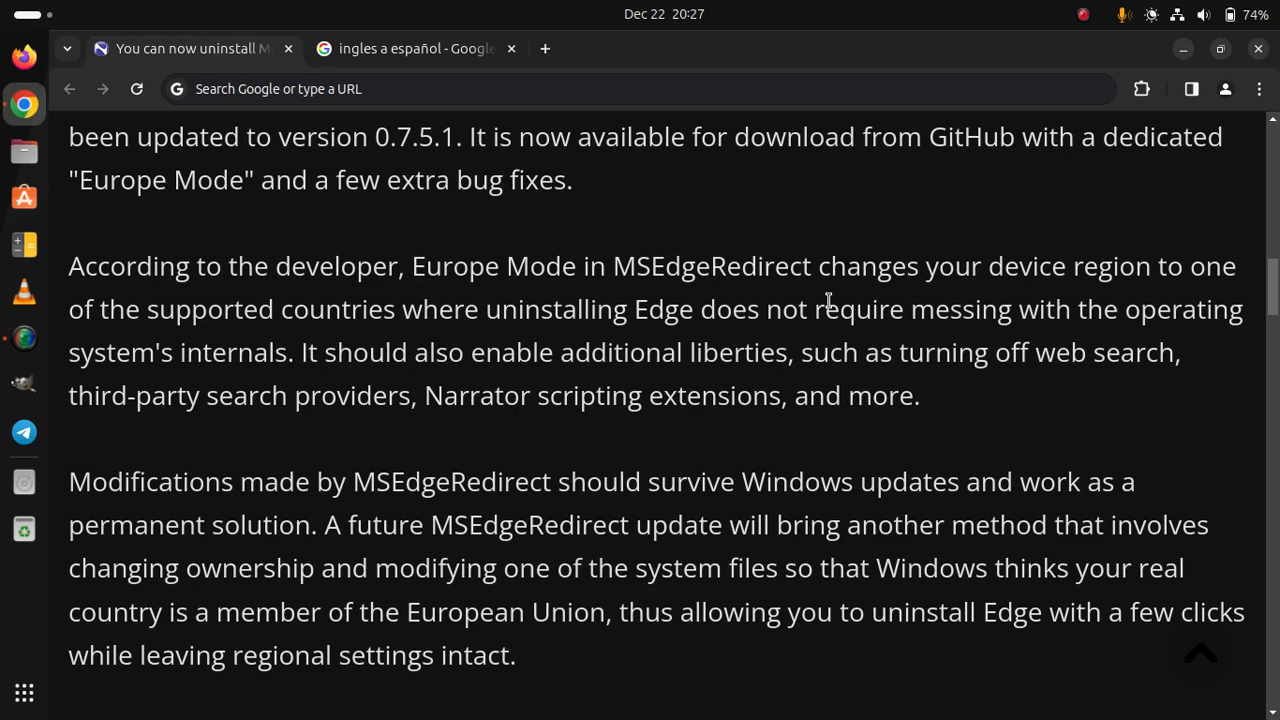 Dec 22 20:27
74%
You can now uninstall M
ingles a español - Google
Search Google or type a URL
been updated to version 0.7.5.1. It is now available for download from GitHub with a dedicated
"Europe Mode" and a few extra bug fixes.
According to the developer, Europe Mode in MSEdgeRedirect changes your device region to one
of the supported countries where uninstalling Edge does not require messing with the operating
system's internals. It should also enable additional liberties, such as turning off web search,
third-party search providers, Narrator scripting extensions, and more.
Modifications made by MSEdgeRedirect should survive Windows updates and work as a
permanent solution. A future MSEdgeRedirect update will bring another method that involves
changing ownership and modifying one of the system files so that Windows thinks your real
country is a member of the European Union, thus allowing you to uninstall Edge with a few clicks
while leaving regional settings intact.